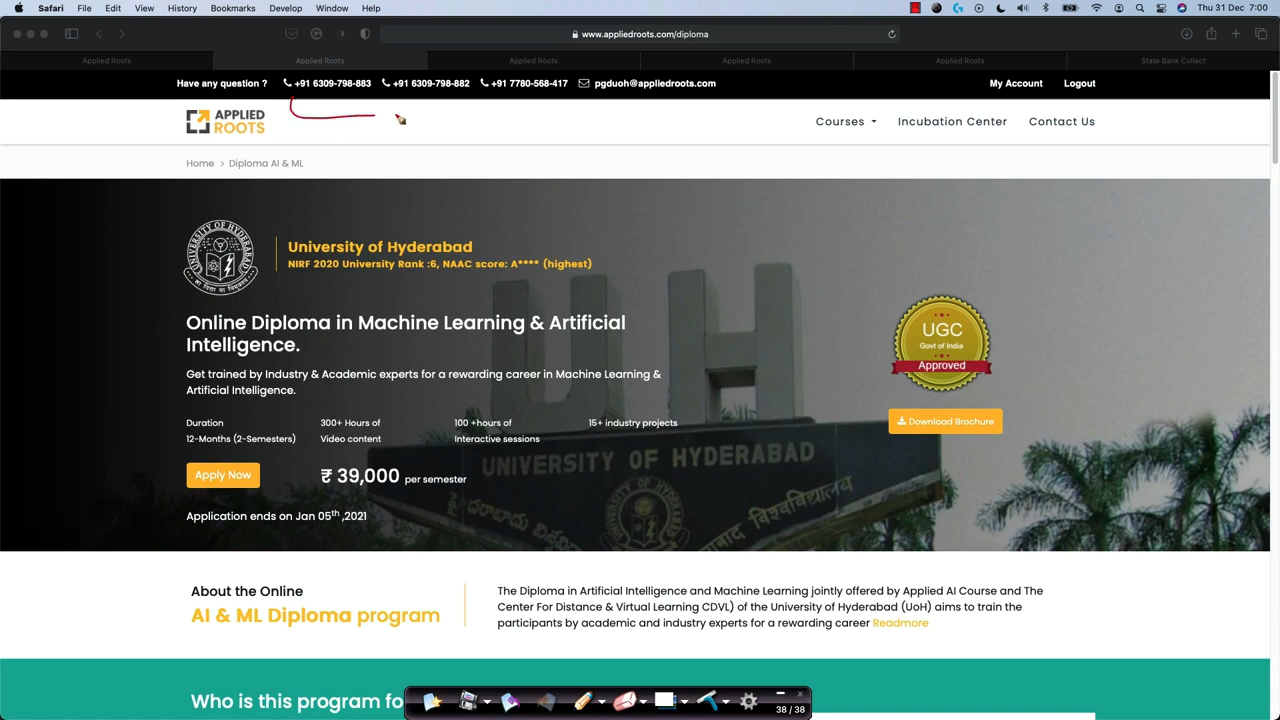 Safari File Edit View History Bookmarks Develop Window Help Thu 31 Dec 7:00
www.appliedroots.com/diploma
Applied Roots Applied Roots Applied Roots Applied Roots Applied Roots State Bank Collect
Have any question ? +91 6309-798-883 +91 6309-798-882 +91 7780-568-417 pgduoh@appliedroots.com My Account Logout
APPLIED
ROOTS
Courses Incubation Center Contact Us
Home > Diploma AI & ML
University of Hyderabad
NIRF 2020 University Rank :6, NAAC score: A**** (highest)
Online Diploma in Machine Learning & Artificial
Intelligence.
Get trained by Industry & Academic experts for a rewarding career in Machine Learning &
Artificial Intelligence.
UGC
Govt of India
Approved
Download Brochure
Duration
12-Months (2-Semesters)
300+ Hours of
Video content
100 +hours of
Interactive sessions
15+ industry projects
Apply Now
₹ 39,000 per semester
Application ends on Jan 05th ,2021
UNIVERSITY OF HYDERABAD
About the Online
AI & ML Diploma program
The Diploma in Artificial Intelligence and Machine Learning jointly offered by Applied AI Course and The
Center For Distance & Virtual Learning CDVL) of the University of Hyderabad (UoH) aims to train the
participants by academic and industry experts for a rewarding career Readmore
Who is this program fo
38 / 38